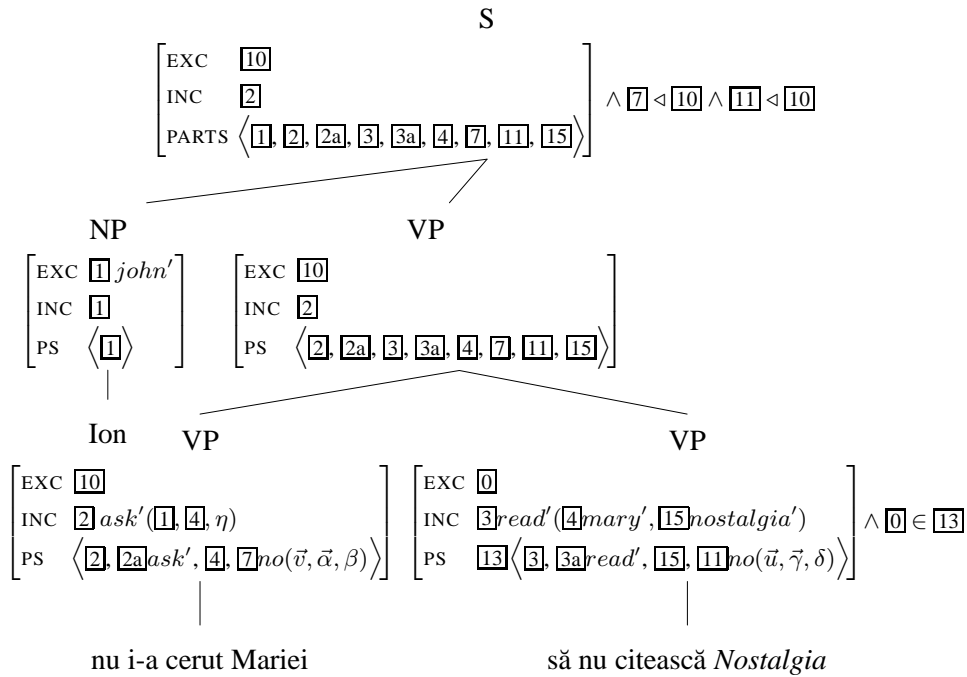 S
[EXC 10
INC 2
PARTS ⟨1, 2, 2a, 3, 3a, 4, 7, 11, 15⟩] ∧ 7 ◃ 10 ∧ 11 ◃ 10
NP VP
[EXC 1 john′ INC 1 PS ⟨1⟩]
[EXC 10 INC 2 PS ⟨2, 2a, 3, 3a, 4, 7, 11, 15⟩]
Ion VP VP
[EXC 10 INC 2 ask′(1, 4, η) PS ⟨2, 2a ask′, 4, 7 no(v⃗, α⃗, β)⟩]
[EXC 0 INC 3 read′(4 mary′, 15 nostalgia′) PS 13 ⟨3, 3a read′, 15, 11 no(u⃗, γ⃗, δ)⟩] ∧ 0 ∈ 13
nu i-a cerut Mariei să nu citească Nostalgia